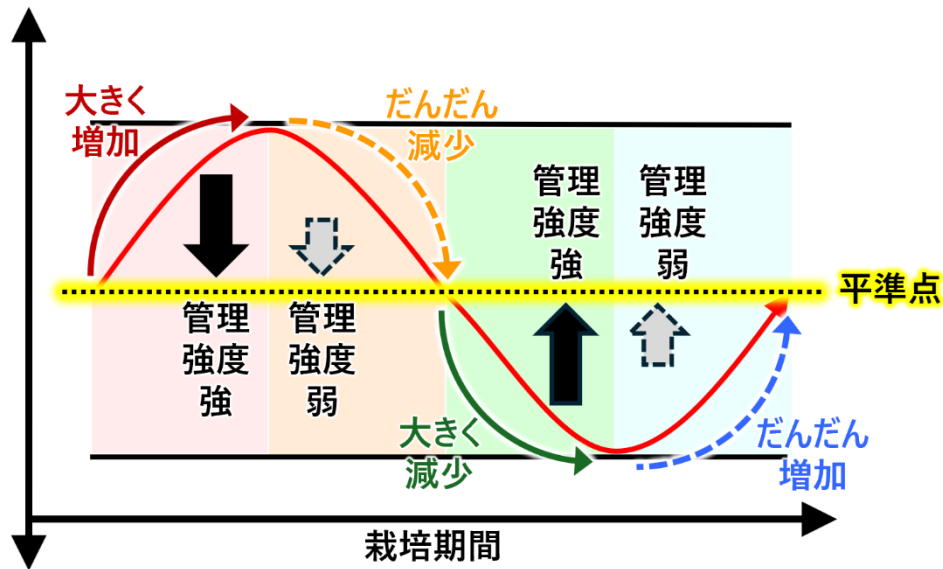 大きく
増加
だんだん
減少
管理
強度
強
管理
強度
弱
管理
強度
強
管理
強度
弱
平準点
大きく
減少
だんだん
増加
栽培期間